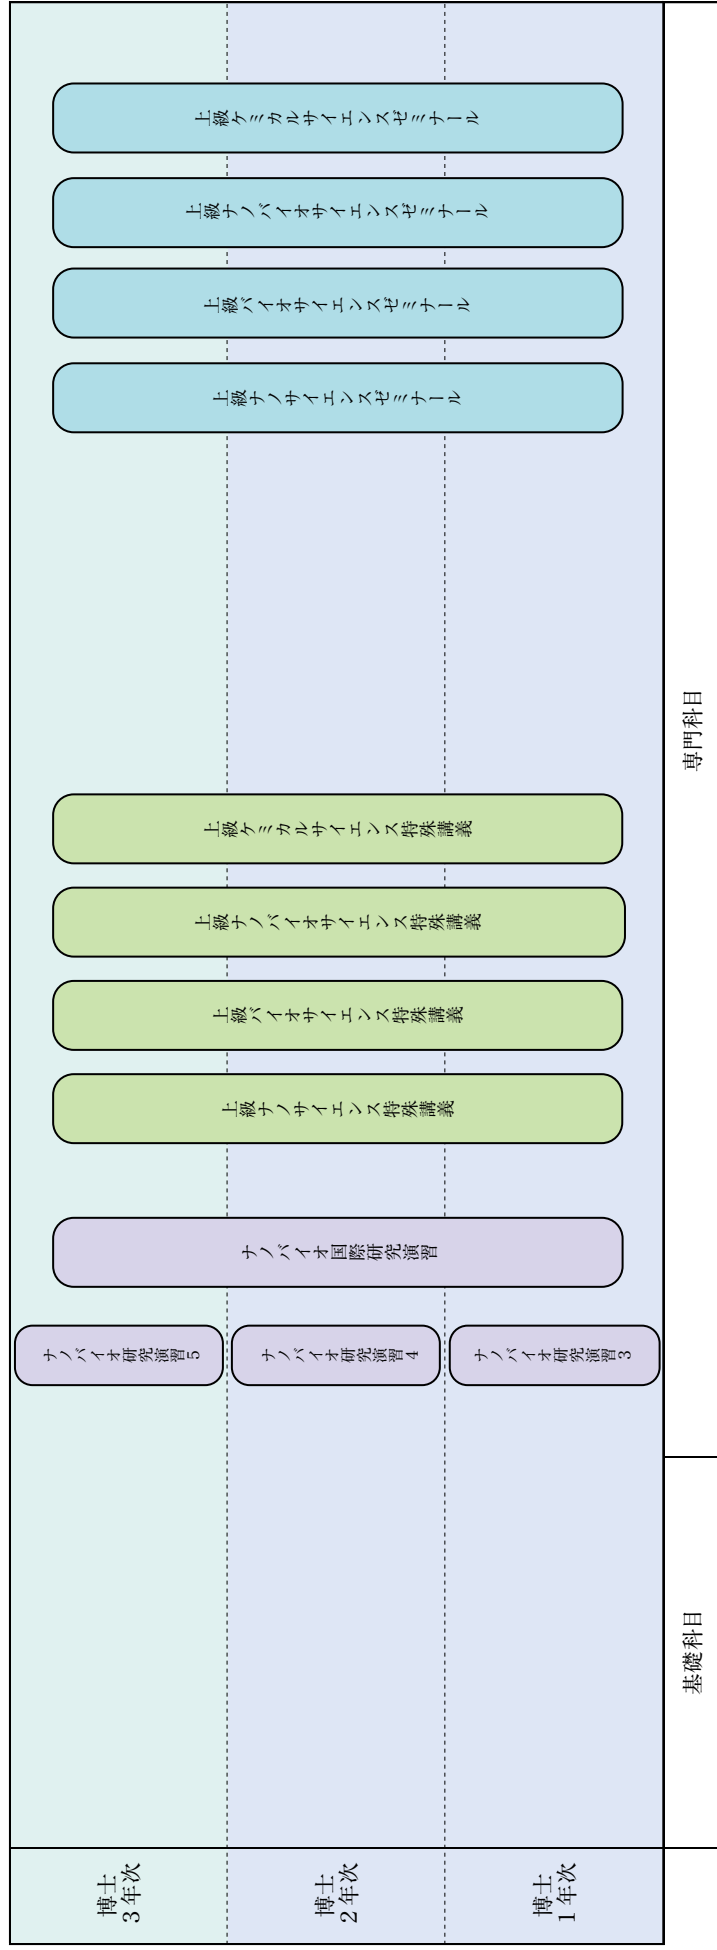 博士
3年次
博士
2年次
博士
1年次
基礎科目
専門科目
ナノバイオ研究演習5
ナノバイオ研究演習4
ナノバイオ研究演習3
ナノバイオ国際研究演習
上級ナノサイエンス特殊講義
上級バイオサイエンス特殊講義
上級ナノバイオサイエンス特殊講義
上級ケミカルサイエンス特殊講義
上級ナノサイエンスゼミナール
上級バイオサイエンスゼミナール
上級ナノバイオサイエンスゼミナール
上級ケミカルサイエンスゼミナール